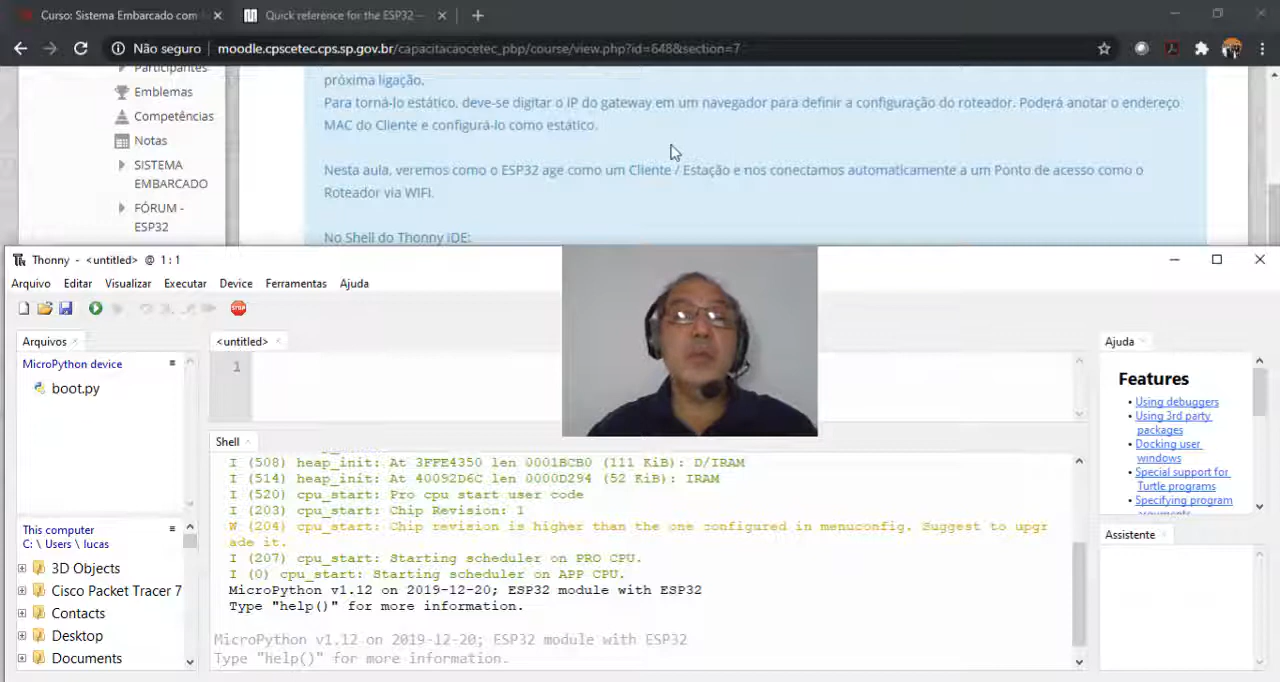 Curso: Sistema Embarcado com
Quick reference for the ESP32 —
Não seguro
moodle.cpscetec.cps.sp.gov.br/capacitacaocetec_pbp/course/view.php?id=648&section=7
Participantes
Emblemas
Competências
Notas
SISTEMA
EMBARCADO
FÓRUM -
ESP32
próxima ligação.
Para torná-lo estático, deve-se digitar o IP do gateway em um navegador para definir a configuração do roteador. Poderá anotar o endereço
MAC do Cliente e configurá-lo como estático.
Nesta aula, veremos como o ESP32 age como um Cliente / Estação e nos conectamos automaticamente a um Ponto de acesso como o
Roteador via WIFI.
No Shell do Thonny iDE:
Thonny - <untitled> @ 1 : 1
Arquivo Editar Visualizar Executar Device Ferramentas Ajuda
STOP
Arquivos
MicroPython device
boot.py
This computer
C: \ Users \ lucas
3D Objects
Cisco Packet Tracer 7
Contacts
Desktop
Documents
<untitled>
1
Shell
I (508) heap_init: At 3FFE4350 len 0001BCB0 (111 KiB): D/IRAM
I (514) heap_init: At 40092D6C len 0000D294 (52 KiB): IRAM
I (520) cpu_start: Pro cpu start user code
I (203) cpu_start: Chip Revision: 1
W (204) cpu_start: Chip revision is higher than the one configured in menuconfig. Suggest to upgr
ade it.
I (207) cpu_start: Starting scheduler on PRO CPU.
I (0) cpu_start: Starting scheduler on APP CPU.
MicroPython v1.12 on 2019-12-20; ESP32 module with ESP32
Type "help()" for more information.
MicroPython v1.12 on 2019-12-20; ESP32 module with ESP32
Type "help()" for more information.
Ajuda
Features
Using debuggers
Using 3rd party
packages
Docking user
windows
Special support for
Turtle programs
Specifying program
Assistente